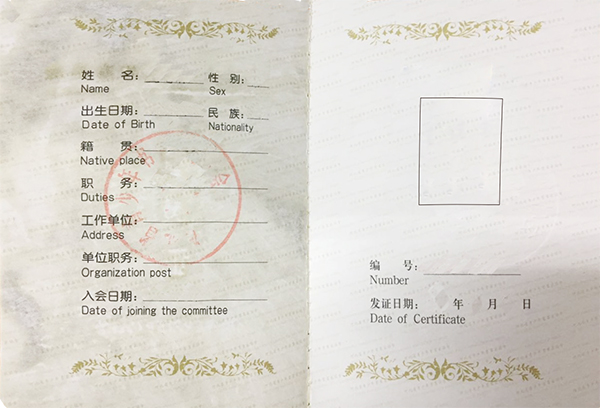 姓 名： 性 别：
Name Sex
出生日期： 民 族：
Date of Birth Nationality
籍 贯：
Native place
职 务：
Duties
工作单位：
Address
单位职务：
Organization post
入会日期：
Date of joining the committee
编 号：
Number
发证日期： 年 月 日
Date of Certificate